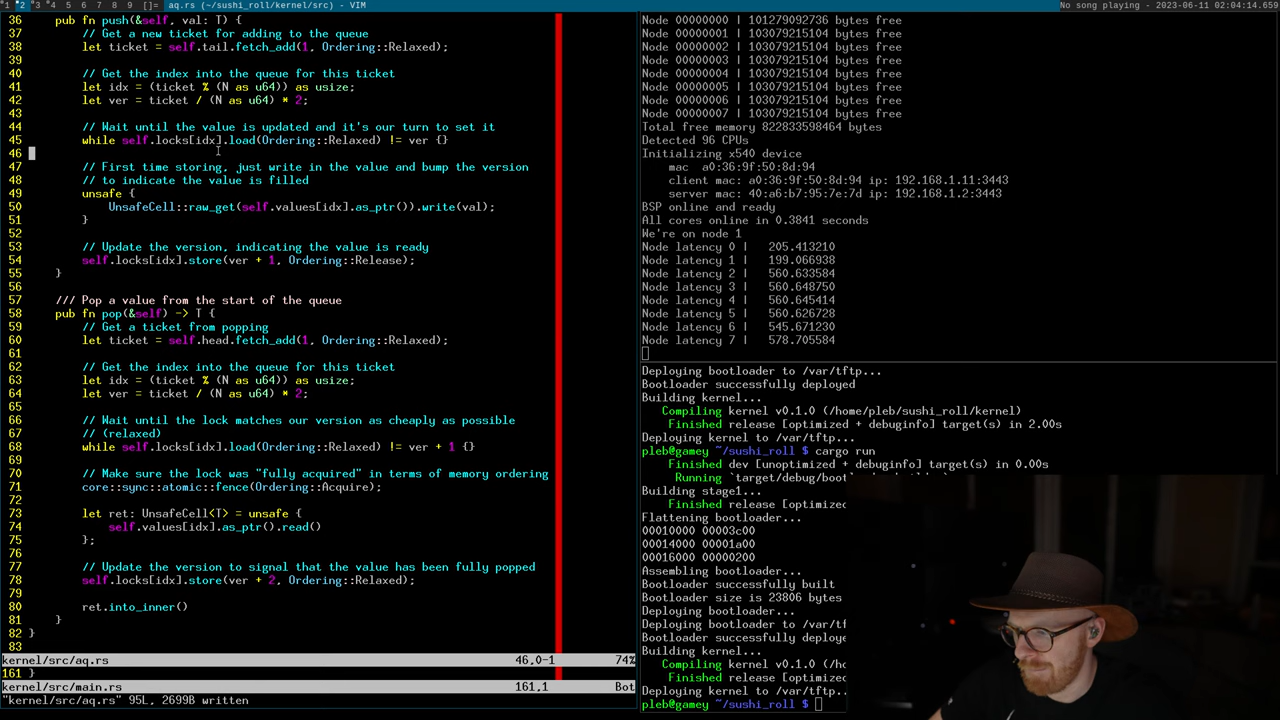 1 2 3 4 5 6 7 8 9 []= aq.rs (~/sushi_roll/kernel/src) - VIM
No song playing - 2023-06-11 02:04:14.659
36 pub fn push(&self, val: T) {
37 // Get a new ticket for adding to the queue
38 let ticket = self.tail.fetch_add(1, Ordering::Relaxed);
39
40 // Get the index into the queue for this ticket
41 let idx = (ticket % (N as u64)) as usize;
42 let ver = ticket / (N as u64) * 2;
43
44 // Wait until the value is updated and it's our turn to set it
45 while self.locks[idx].load(Ordering::Relaxed) != ver {}
46
47 // First time storing, just write in the value and bump the version
48 // to indicate the value is filled
49 unsafe {
50 UnsafeCell::raw_get(self.values[idx].as_ptr()).write(val);
51 }
52
53 // Update the version, indicating the value is ready
54 self.locks[idx].store(ver + 1, Ordering::Release);
55 }
56
57 /// Pop a value from the start of the queue
58 pub fn pop(&self) -> T {
59 // Get a ticket from popping
60 let ticket = self.head.fetch_add(1, Ordering::Relaxed);
61
62 // Get the index into the queue for this ticket
63 let idx = (ticket % (N as u64)) as usize;
64 let ver = ticket / (N as u64) * 2;
65
66 // Wait until the lock matches our version as cheaply as possible
67 // (relaxed)
68 while self.locks[idx].load(Ordering::Relaxed) != ver + 1 {}
69
70 // Make sure the lock was "fully acquired" in terms of memory ordering
71 core::sync::atomic::fence(Ordering::Acquire);
72
73 let ret: UnsafeCell<T> = unsafe {
74 self.values[idx].as_ptr().read()
75 };
76
77 // Update the version to signal that the value has been fully popped
78 self.locks[idx].store(ver + 2, Ordering::Relaxed);
79
80 ret.into_inner()
81 }
82 }
83
kernel/src/aq.rs 46,0-1 74%
161 }
kernel/src/main.rs 161,1 Bot
"kernel/src/aq.rs" 95L, 2699B written
Node 00000000 | 101279092736 bytes free
Node 00000001 | 103079215104 bytes free
Node 00000002 | 103079215104 bytes free
Node 00000003 | 103079215104 bytes free
Node 00000004 | 103079215104 bytes free
Node 00000005 | 103079215104 bytes free
Node 00000006 | 103079215104 bytes free
Node 00000007 | 103079215104 bytes free
Total free memory 822833598464 bytes
Detected 96 CPUs
Initializing x540 device
mac a0:36:9f:50:8d:94
client mac: a0:36:9f:50:8d:94 ip: 192.168.1.11:3443
server mac: 40:a6:b7:95:7e:7d ip: 192.168.1.2:3443
BSP online and ready
All cores online in 0.3841 seconds
We're on node 1
Node latency 0 | 205.413210
Node latency 1 | 199.066938
Node latency 2 | 560.633584
Node latency 3 | 560.648750
Node latency 4 | 560.645414
Node latency 5 | 560.626728
Node latency 6 | 545.671230
Node latency 7 | 578.705584
Deploying bootloader to /var/tftp...
Bootloader successfully deployed
Building kernel...
Compiling kernel v0.1.0 (/home/pleb/sushi_roll/kernel)
Finished release [optimized + debuginfo] target(s) in 2.00s
Deploying kernel to /var/tftp...
pleb@gamey ~/sushi_roll $ cargo run
Finished dev [unoptimized + debuginfo] target(s) in 0.00s
Running `target/debug/boo
Building stage1...
Finished release [optimized
Flattening bootloader...
00010000 00003c00
00014000 00001a00
00016000 00000200
Assembling bootloader...
Bootloader successfully built
Bootloader size is 23806 bytes
Deploying bootloader...
Deploying bootloader to /var/tf
Bootloader successfully deploye
Building kernel...
Compiling kernel v0.1.0 (/ho
Finished release [optimized
Deploying kernel to /var/tftp..
pleb@gamey ~/sushi_roll $